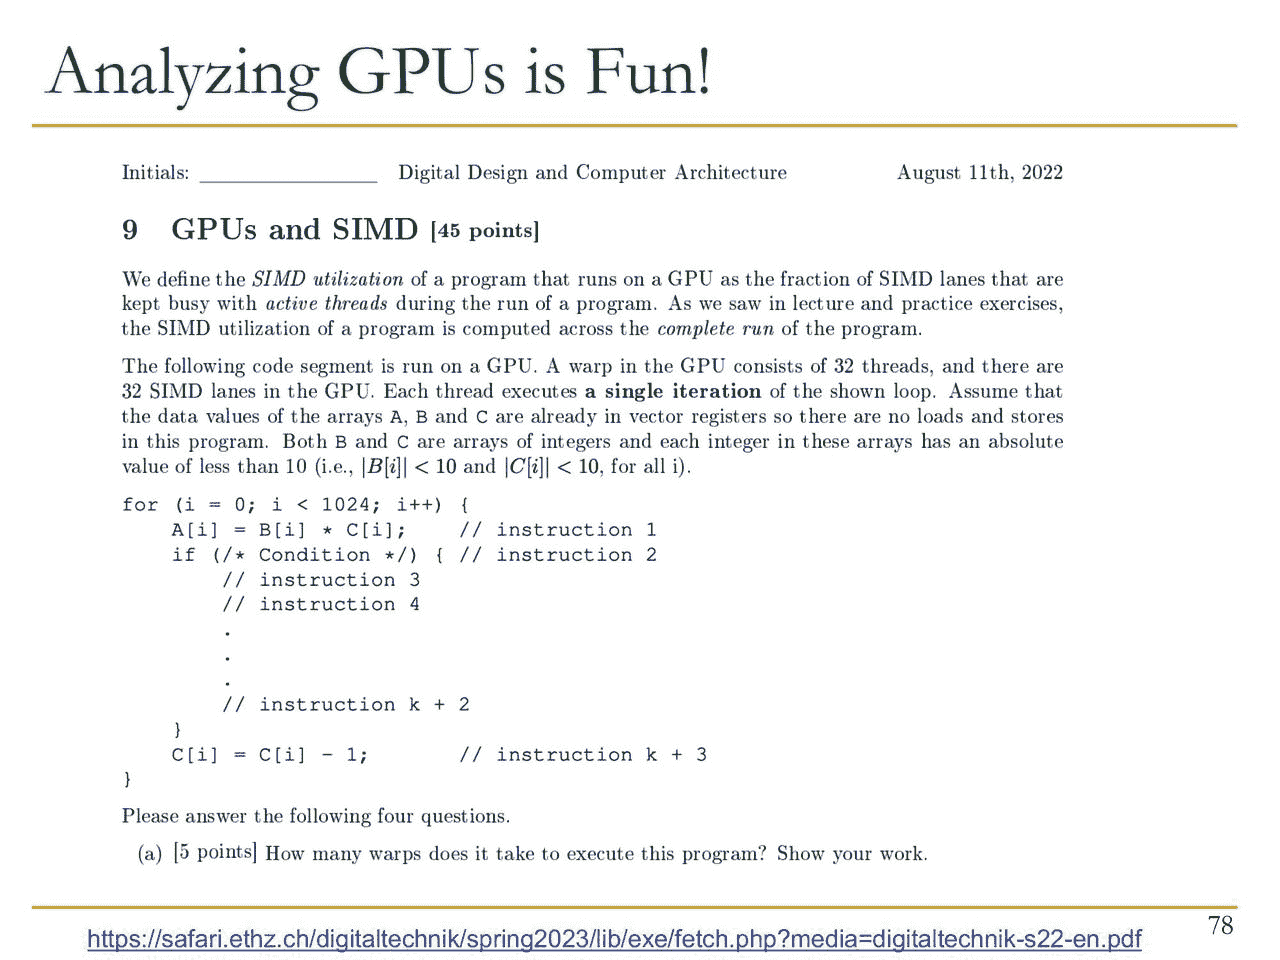 Analyzing GPUs is Fun!
Initials: ________________ Digital Design and Computer Architecture August 11th, 2022
9 GPUs and SIMD [45 points]
We define the SIMD utilization of a program that runs on a GPU as the fraction of SIMD lanes that are
kept busy with active threads during the run of a program. As we saw in lecture and practice exercises,
the SIMD utilization of a program is computed across the complete run of the program.
The following code segment is run on a GPU. A warp in the GPU consists of 32 threads, and there are
32 SIMD lanes in the GPU. Each thread executes a single iteration of the shown loop. Assume that
the data values of the arrays A, B and C are already in vector registers so there are no loads and stores
in this program. Both B and C are arrays of integers and each integer in these arrays has an absolute
value of less than 10 (i.e., |B[i]| < 10 and |C[i]| < 10, for all i).
for (i = 0; i < 1024; i++) {
    A[i] = B[i] * C[i];    // instruction 1
    if (/* Condition */) { // instruction 2
        // instruction 3
        // instruction 4
        .
        .
        .
        // instruction k + 2
    }
    C[i] = C[i] - 1;       // instruction k + 3
}
Please answer the following four questions.
(a) [5 points] How many warps does it take to execute this program? Show your work.
https://safari.ethz.ch/digitaltechnik/spring2023/lib/exe/fetch.php?media=digitaltechnik-s22-en.pdf
78